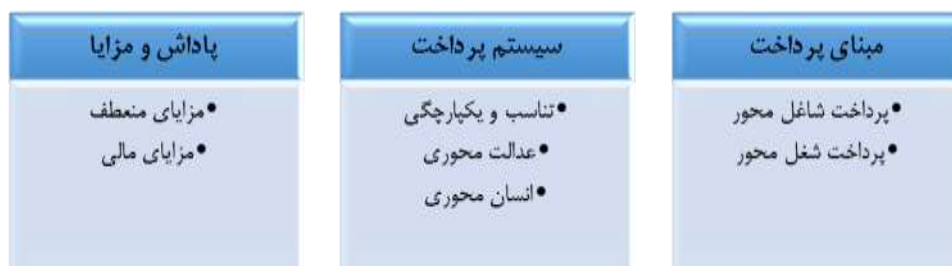 مبنای پرداخت
•پرداخت شاغل محور
•پرداخت شغل محور
سیستم پرداخت
•تناسب و یکپارچگی
•عدالت محوری
•انسان محوری
پاداش و مزایا
•مزایای منعطف
•مزایای مالی